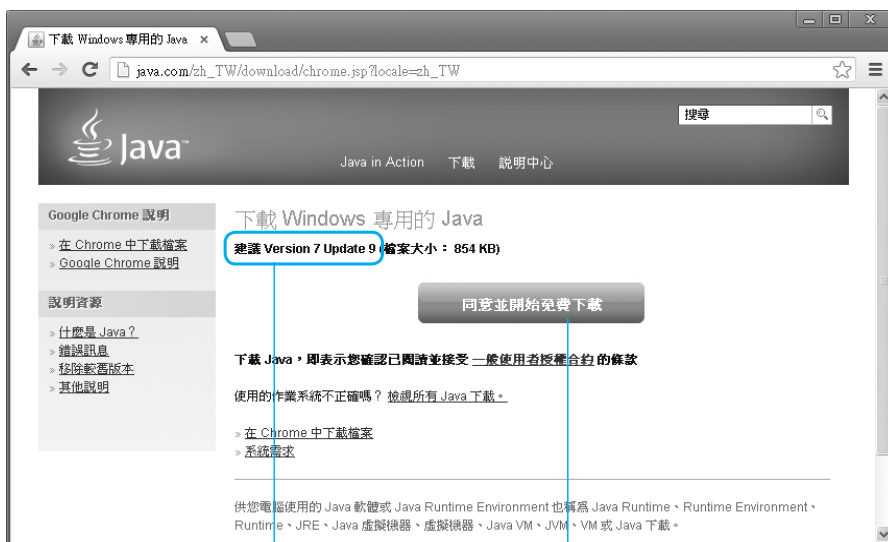 下載 Windows 專用的 Java ×
java.com/zh_TW/download/chrome.jsp?locale=zh_TW
搜尋
Java™
Java in Action 下載 說明中心
Google Chrome 說明
» 在 Chrome 中下載檔案
» Google Chrome 說明
說明資源
» 什麼是 Java？
» 錯誤訊息
» 移除較舊版本
» 其他說明
下載 Windows 專用的 Java
建議 Version 7 Update 9 (檔案大小： 854 KB)
同意並開始免費下載
下載 Java，即表示您確認已閱讀並接受 一般使用者授權合約 的條款
使用的作業系統不正確嗎？ 檢視所有 Java 下載。
» 在 Chrome 中下載檔案
» 系統需求
供您電腦使用的 Java 軟體或 Java Runtime Environment 也稱為 Java Runtime、Runtime Environment、
Runtime、JRE、Java 虛擬機器、虛擬機器、Java VM、JVM、VM 或 Java 下載。